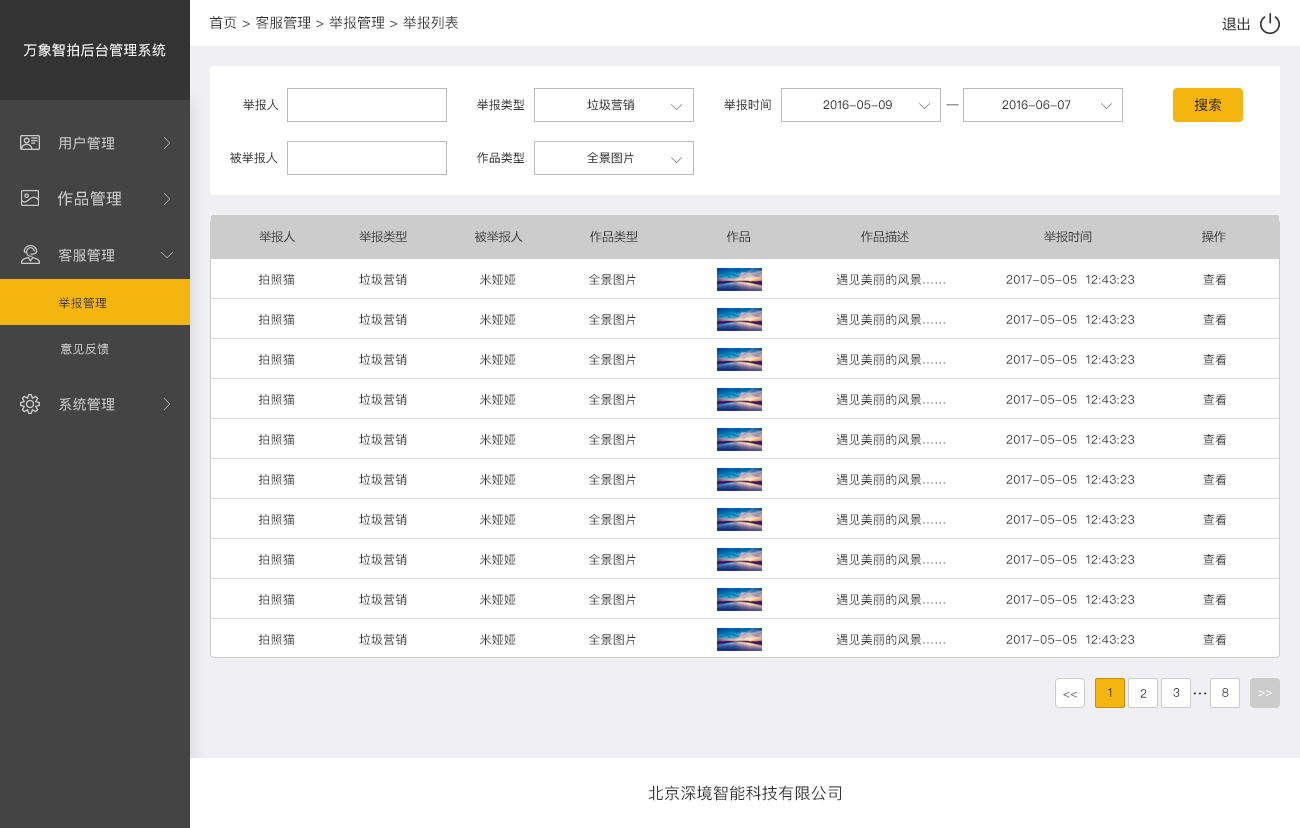 万象智拍后台管理系统
首页 > 客服管理 > 举报管理 > 举报列表
退出
用户管理
作品管理
客服管理
举报管理
意见反馈
系统管理
举报人 举报类型 垃圾营销 举报时间 2016-05-09 — 2016-06-07 搜索
被举报人 作品类型 全景图片
举报人 举报类型 被举报人 作品类型 作品 作品描述 举报时间 操作
拍照猫 垃圾营销 米娅娅 全景图片 遇见美丽的风景…… 2017-05-05 12:43:23 查看
拍照猫 垃圾营销 米娅娅 全景图片 遇见美丽的风景…… 2017-05-05 12:43:23 查看
拍照猫 垃圾营销 米娅娅 全景图片 遇见美丽的风景…… 2017-05-05 12:43:23 查看
拍照猫 垃圾营销 米娅娅 全景图片 遇见美丽的风景…… 2017-05-05 12:43:23 查看
拍照猫 垃圾营销 米娅娅 全景图片 遇见美丽的风景…… 2017-05-05 12:43:23 查看
拍照猫 垃圾营销 米娅娅 全景图片 遇见美丽的风景…… 2017-05-05 12:43:23 查看
拍照猫 垃圾营销 米娅娅 全景图片 遇见美丽的风景…… 2017-05-05 12:43:23 查看
拍照猫 垃圾营销 米娅娅 全景图片 遇见美丽的风景…… 2017-05-05 12:43:23 查看
拍照猫 垃圾营销 米娅娅 全景图片 遇见美丽的风景…… 2017-05-05 12:43:23 查看
拍照猫 垃圾营销 米娅娅 全景图片 遇见美丽的风景…… 2017-05-05 12:43:23 查看
<< 1 2 3 ··· 8 >>
北京深境智能科技有限公司